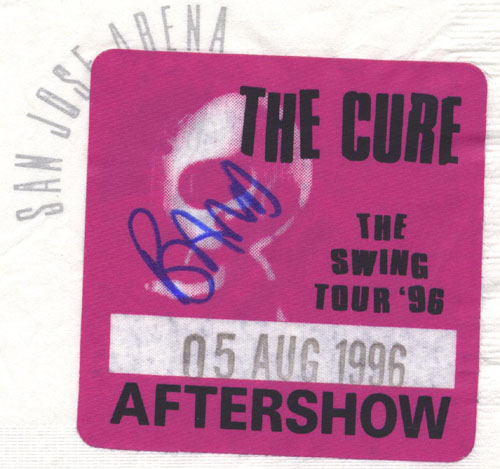 SAN JOSE ARENA
THE CURE
THE
SWING
TOUR '96
05 AUG 1996
AFTERSHOW